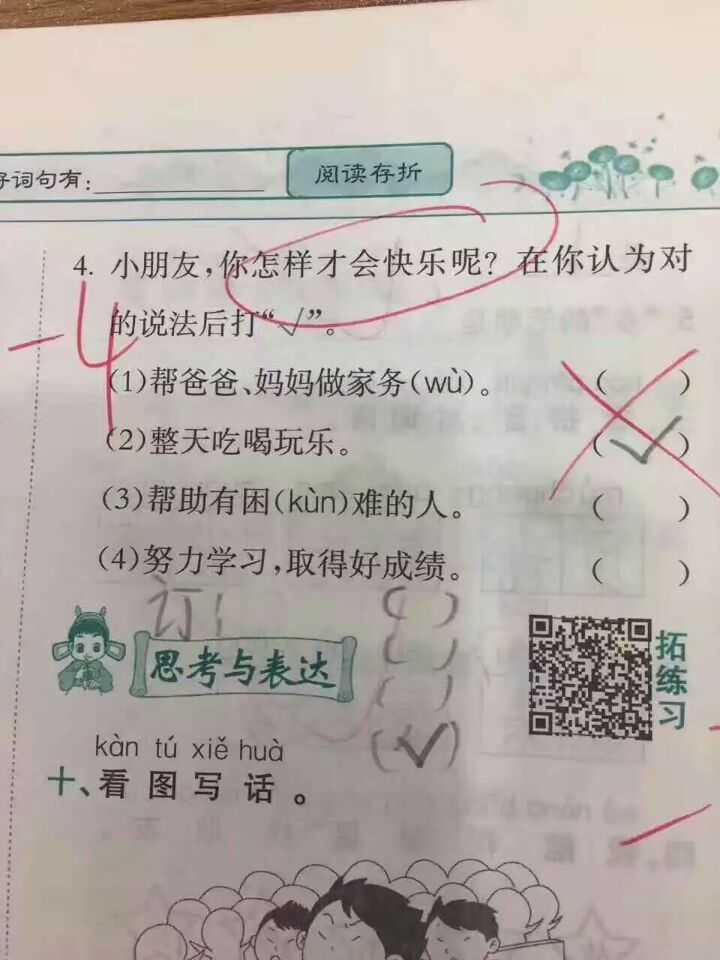 好词句有：
阅读存折
4. 小朋友，你怎样才会快乐呢？在你认为对
的说法后打“√”。
-4
(1)帮爸爸、妈妈做家务(wù)。 ( )
(2)整天吃喝玩乐。 (√)
(3)帮助有困(kùn)难的人。 ( )
(4)努力学习，取得好成绩。 ( )
订：( )
( )
( )
(√)
思考与表达
拓
练
习
kàn tú xiě huà
十、看图写话。